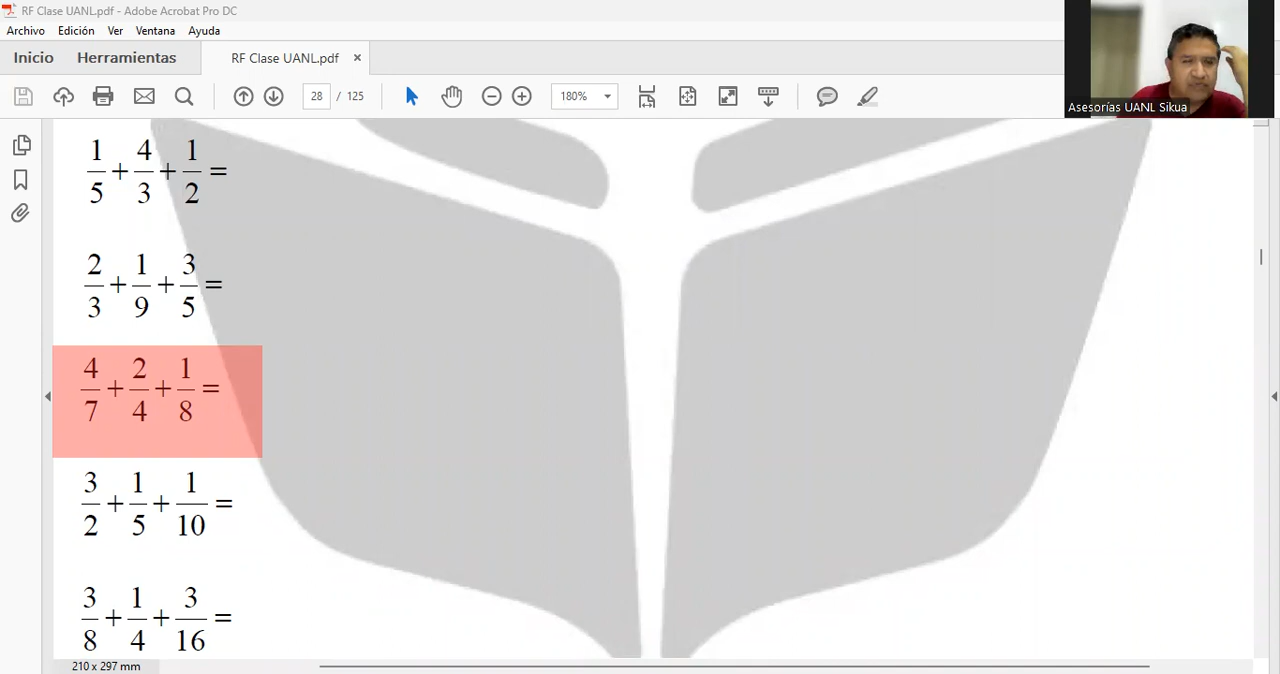 RF Clase UANL.pdf - Adobe Acrobat Pro DC
Archivo Edición Ver Ventana Ayuda
Inicio Herramientas RF Clase UANL.pdf ×
28 / 125 180%
Asesorías UANL Sikua
1/5 + 4/3 + 1/2 =
2/3 + 1/9 + 3/5 =
4/7 + 2/4 + 1/8 =
3/2 + 1/5 + 1/10 =
3/8 + 1/4 + 3/16 =
210 x 297 mm